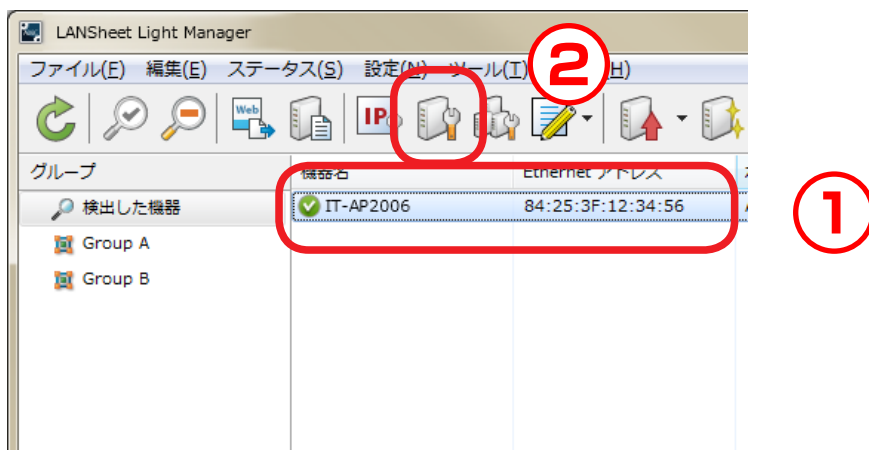 LANSheet Light Manager
ファイル(F) 編集(E) ステータス(S) 設定(N) ツール(T) (H)
②
Web IP
グループ 機器名 Ethernet アドレス
検出した機器 IT-AP2006 84:25:3F:12:34:56
①
Group A
Group B